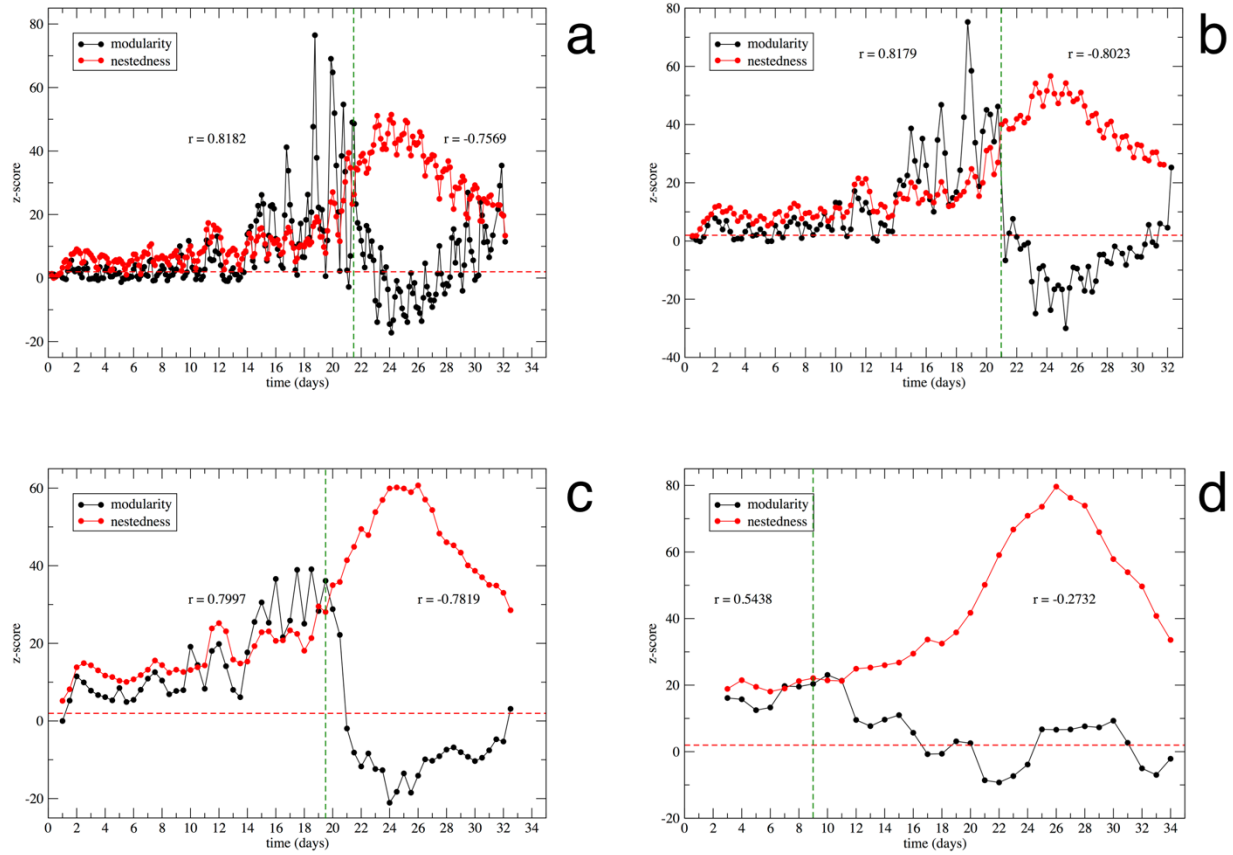 a
modularity
nestedness
r = 0.8182
r = -0.7569
z-score
80
60
40
20
0
-20
0 2 4 6 8 10 12 14 16 18 20 22 24 26 28 30 32 34
time (days)
b
modularity
nestedness
r = 0.8179
r = -0.8023
z-score
80
60
40
20
0
-20
-40
0 2 4 6 8 10 12 14 16 18 20 22 24 26 28 30 32
time (days)
c
modularity
nestedness
r = 0.7997
r = -0.7819
z-score
60
40
20
0
-20
0 2 4 6 8 10 12 14 16 18 20 22 24 26 28 30 32 34
time (days)
d
modularity
nestedness
r = 0.5438
r = -0.2732
z-score
80
60
40
20
0
-20
0 2 4 6 8 10 12 14 16 18 20 22 24 26 28 30 32 34
time (days)